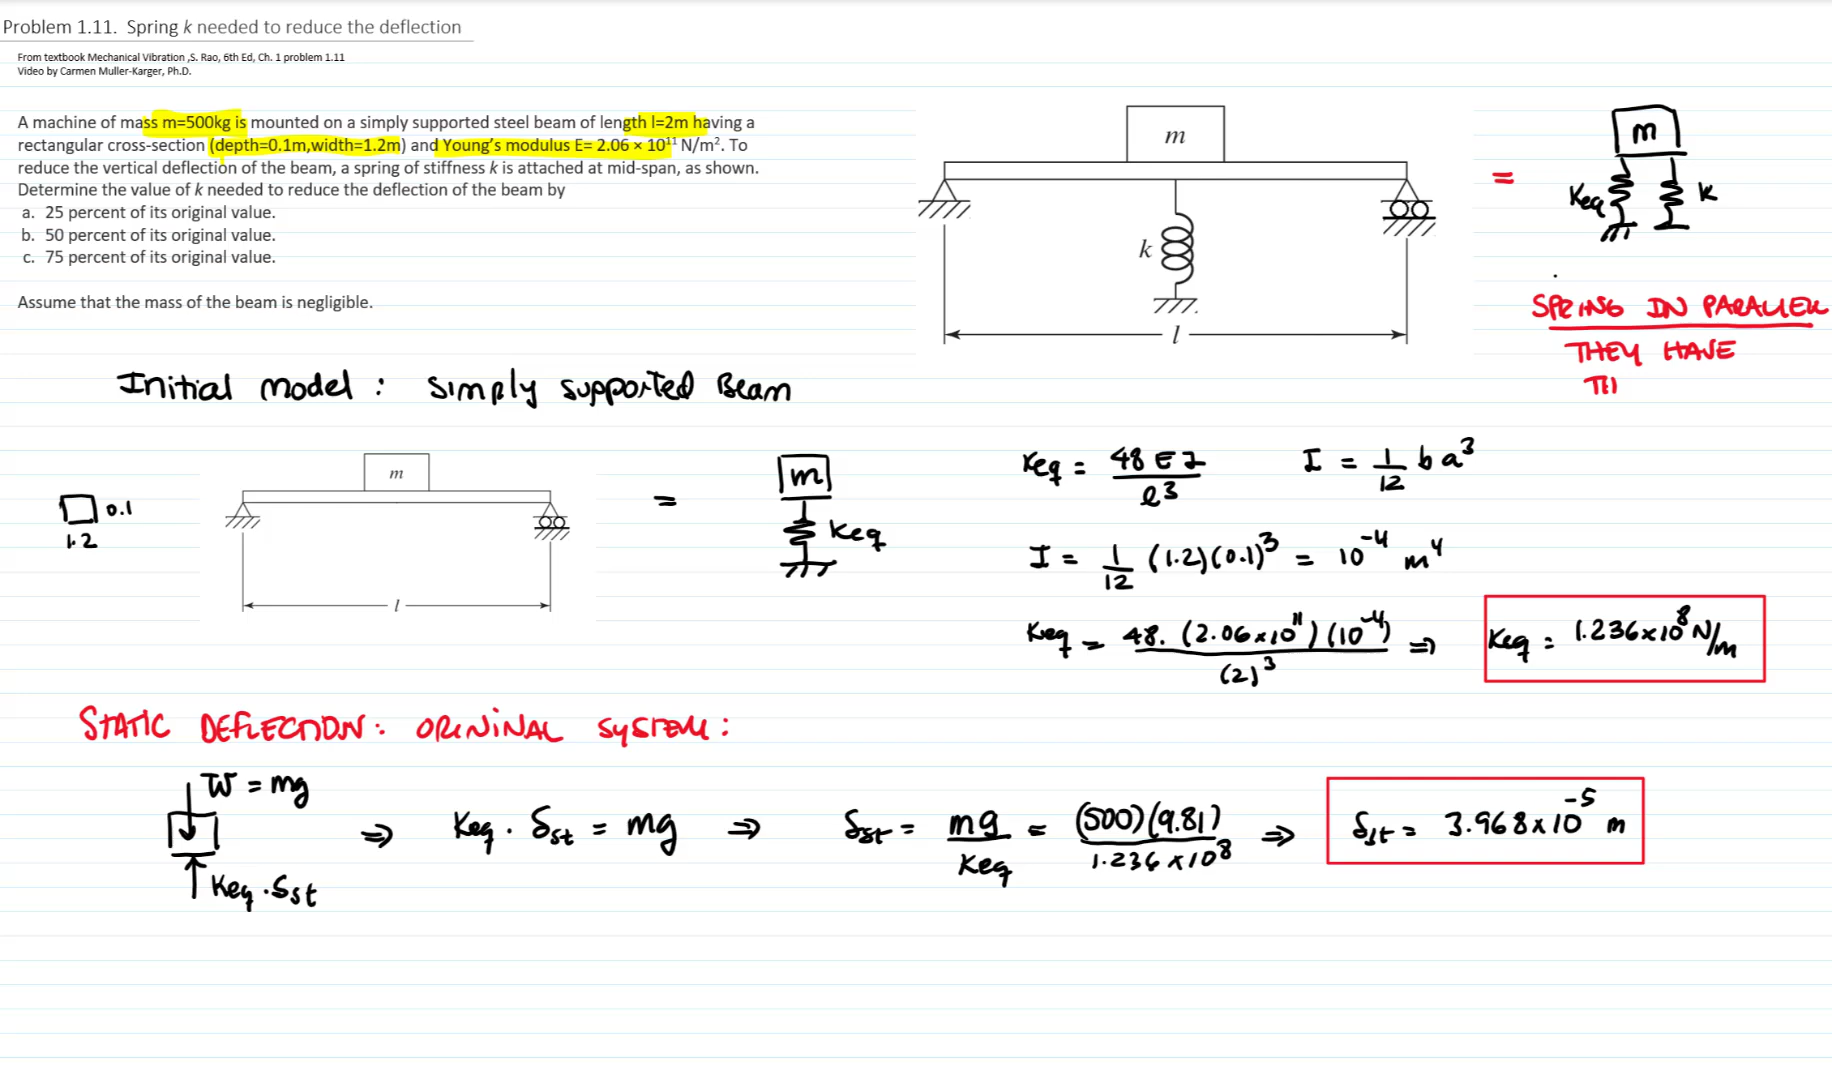 Problem 1.11.  Spring k needed to reduce the deflection
From textbook Mechanical Vibration ,S. Rao, 6th Ed, Ch. 1 problem 1.11
Video by Carmen Muller-Karger, Ph.D.
A machine of mass m=500kg is mounted on a simply supported steel beam of length l=2m having a
rectangular cross-section (depth=0.1m,width=1.2m) and Young's modulus E= 2.06 × 10¹¹ N/m². To
reduce the vertical deflection of the beam, a spring of stiffness k is attached at mid-span, as shown.
Determine the value of k needed to reduce the deflection of the beam by
a. 25 percent of its original value.
b. 50 percent of its original value.
c. 75 percent of its original value.
Assume that the mass of the beam is negligible.
m
k
l
=
m
Keq
k
SPRING IN PARALLEL
THEY HAVE
TH
Initial model : Simply supported Beam
0.1
1.2
m
l
=
m
Keq
Keq = 48 E I / l³
I = 1/12 b a³
I = 1/12 (1.2)(0.1)³ = 10⁻⁴ m⁴
Keq = 48. (2.06x10¹¹) (10⁻⁴) / (2)³ ⇒ Keq = 1.236x10⁸ N/m
STATIC DEFLECTION: ORININAL SYSTEM:
W = mg
Keq . δst
⇒ Keq . δst = mg ⇒ δst = mg / Keq = (500)(9.81) / 1.236 x10⁸ ⇒ δst = 3.968x10⁻⁵ m